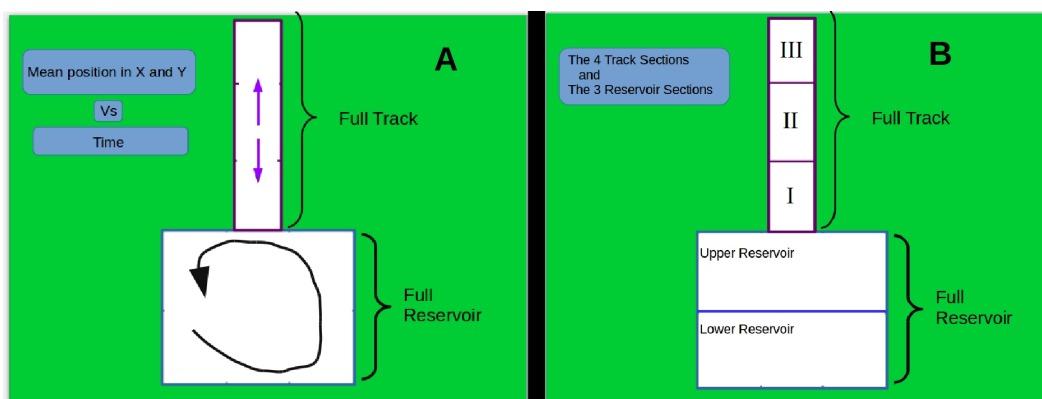 A
Mean position in X and Y
Vs
Time
Full Track
Full
Reservoir
B
The 4 Track Sections
and
The 3 Reservoir Sections
III
II
I
Full Track
Upper Reservoir
Lower Reservoir
Full
Reservoir